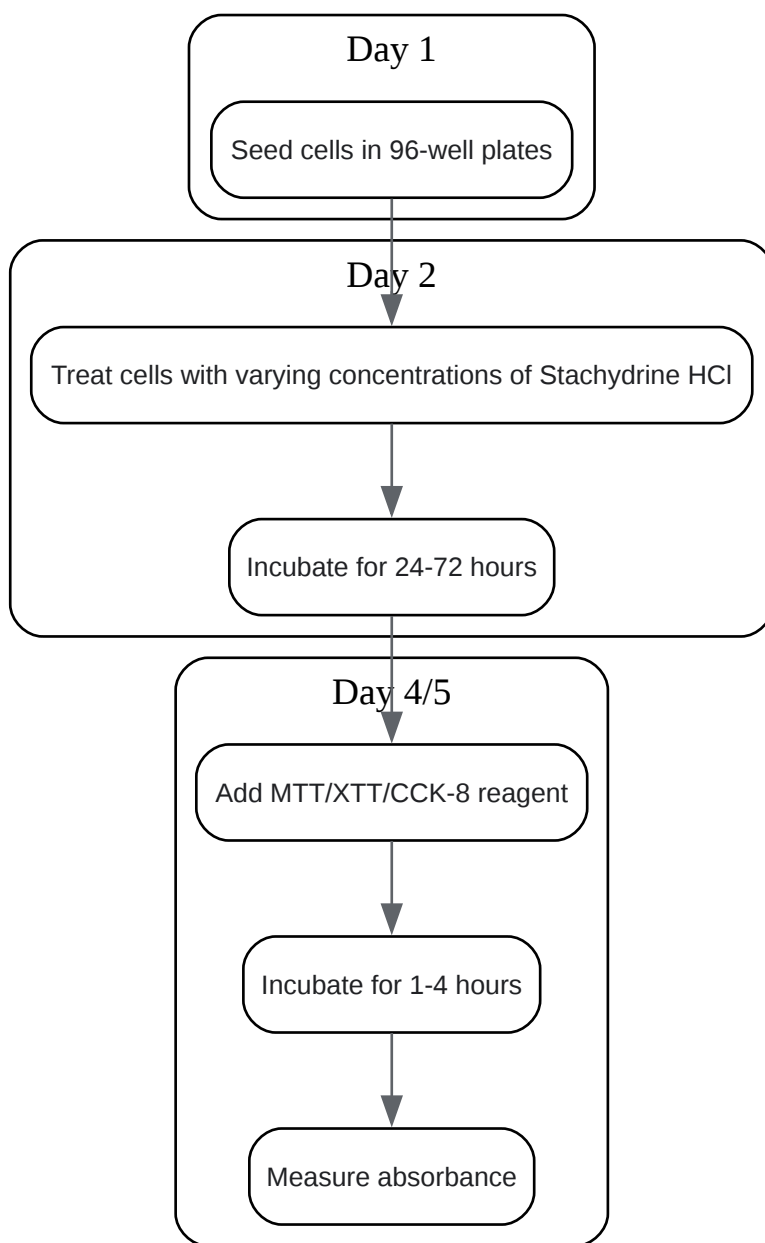 Day 1
Seed cells in 96-well plates
Day 2
Treat cells with varying concentrations of Stachydrine HCl
Incubate for 24-72 hours
Day 4/5
Add MTT/XTT/CCK-8 reagent
Incubate for 1-4 hours
Measure absorbance